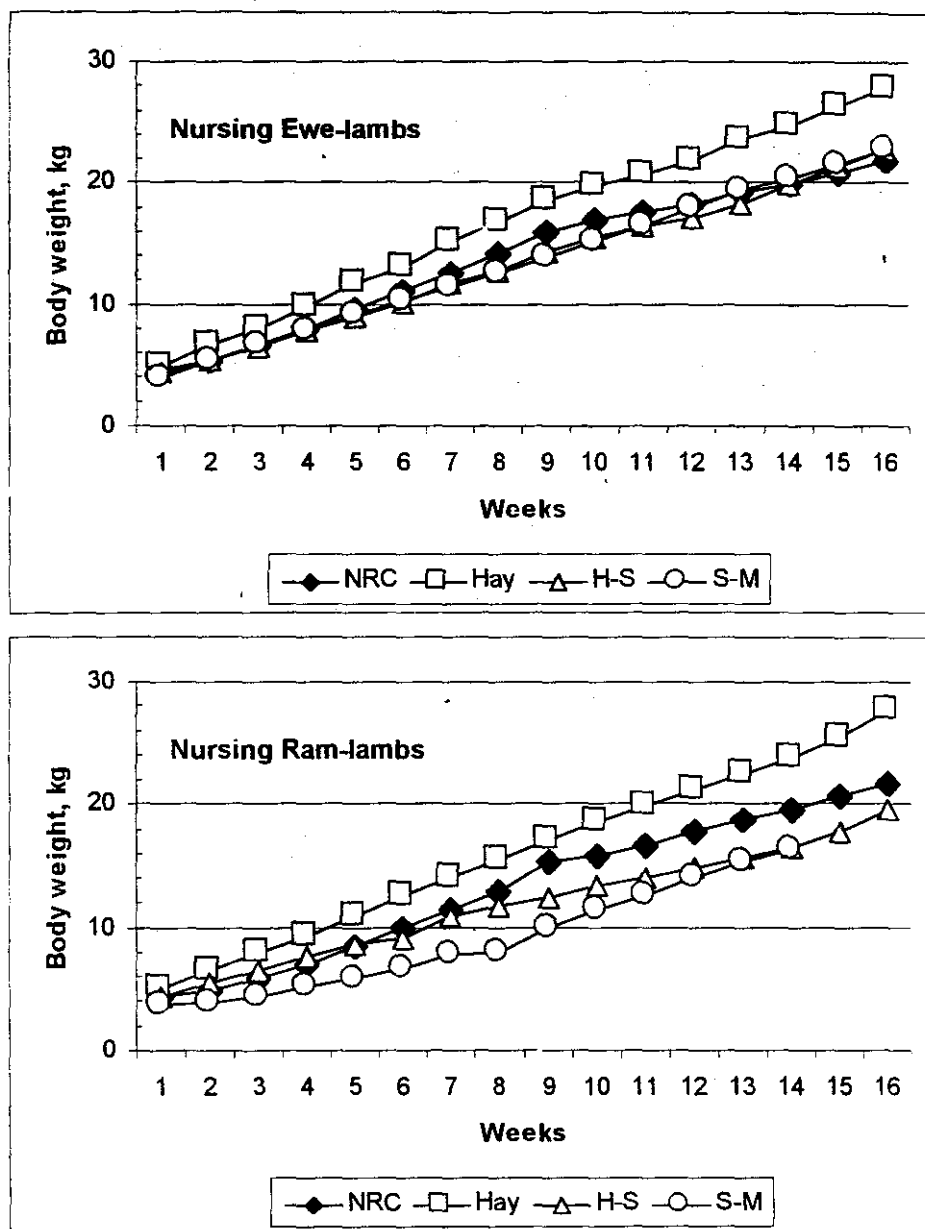 30
Nursing Ewe-lambs
20
Body weight, kg
10
0
1 2 3 4 5 6 7 8 9 10 11 12 13 14 15 16
Weeks
NRC Hay H-S S-M
30
Nursing Ram-lambs
20
Body weight, kg
10
0
1 2 3 4 5 6 7 8 9 10 11 12 13 14 15 16
Weeks
NRC Hay H-S S-M